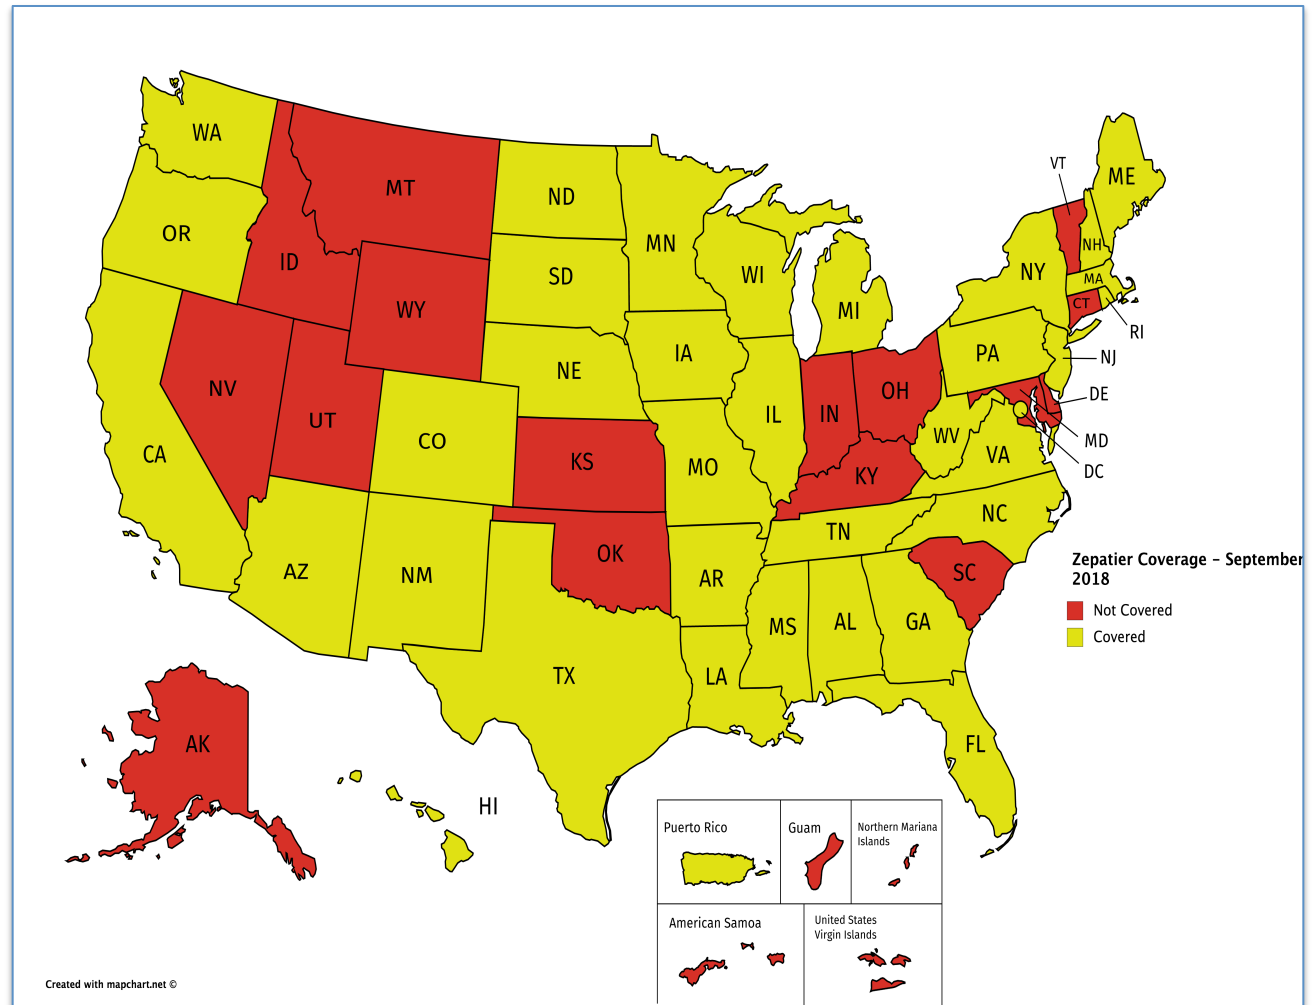 WA
MT
ND
MN
VT
ME
OR
ID
SD
WI
MI
NY
NH
MA
CT
RI
WY
NE
IA
PA
NJ
NV
UT
CO
IL
IN
OH
DE
MD
DC
CA
KS
MO
KY
WV
VA
AZ
NM
OK
AR
TN
NC
SC
MS
AL
GA
TX
LA
FL
AK
HI
Zepatier Coverage – September
2018
Not Covered
Covered
Puerto Rico
Guam
Northern Mariana
Islands
American Samoa
United States
Virgin Islands
Created with mapchart.net ©